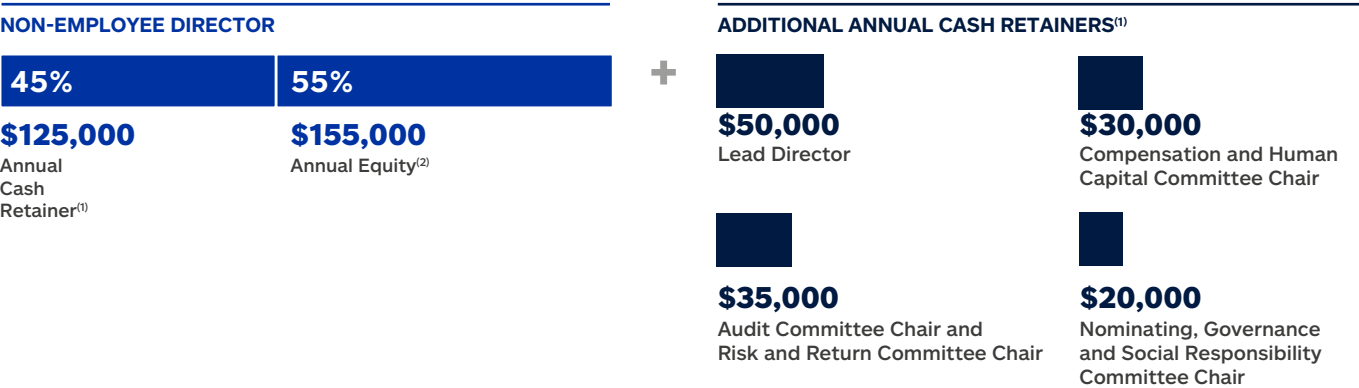 NON-EMPLOYEE DIRECTOR
45%
55%
$125,000
Annual
Cash
Retainer(1)
$155,000
Annual Equity(2)
+
ADDITIONAL ANNUAL CASH RETAINERS(1)
$50,000
Lead Director
$30,000
Compensation and Human
Capital Committee Chair
$35,000
Audit Committee Chair and
Risk and Return Committee Chair
$20,000
Nominating, Governance
and Social Responsibility
Committee Chair